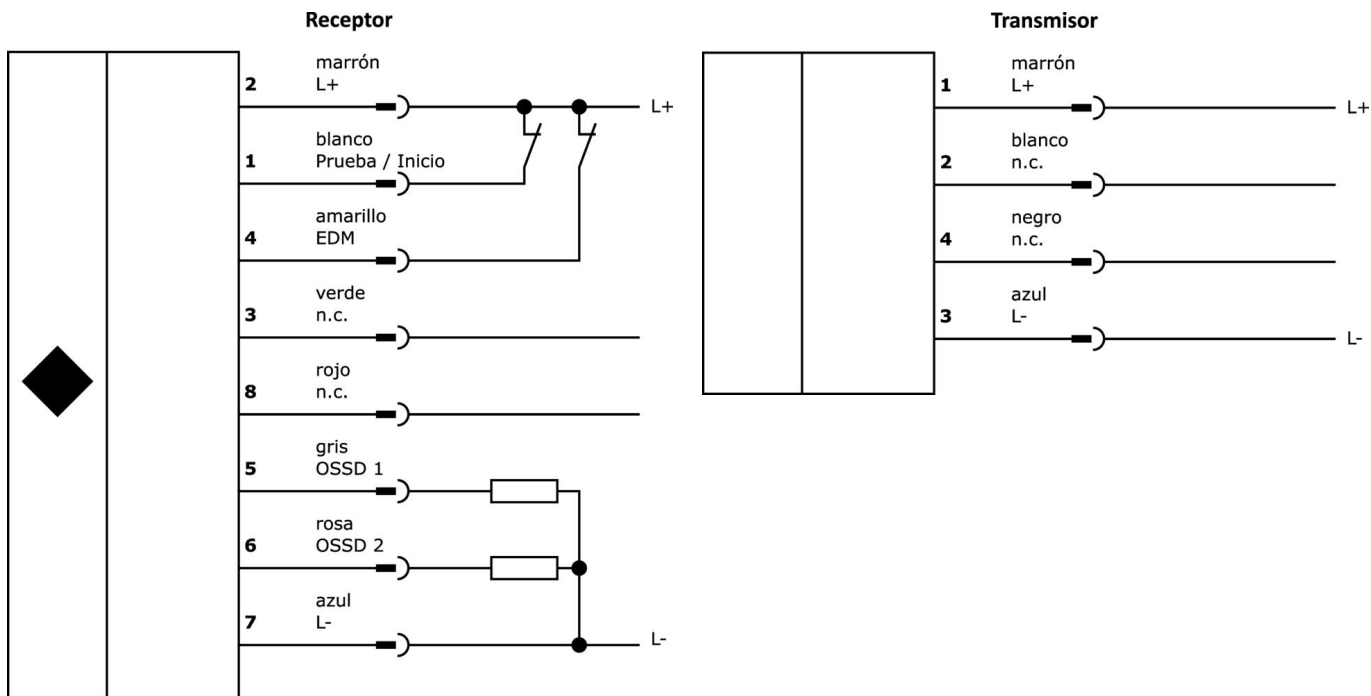 Receptor
2
marrón
L+
L+
1
blanco
Prueba / Inicio
4
amarillo
EDM
3
verde
n.c.
8
rojo
n.c.
5
gris
OSSD 1
6
rosa
OSSD 2
7
azul
L-
L-
Transmisor
1
marrón
L+
L+
2
blanco
n.c.
4
negro
n.c.
3
azul
L-
L-